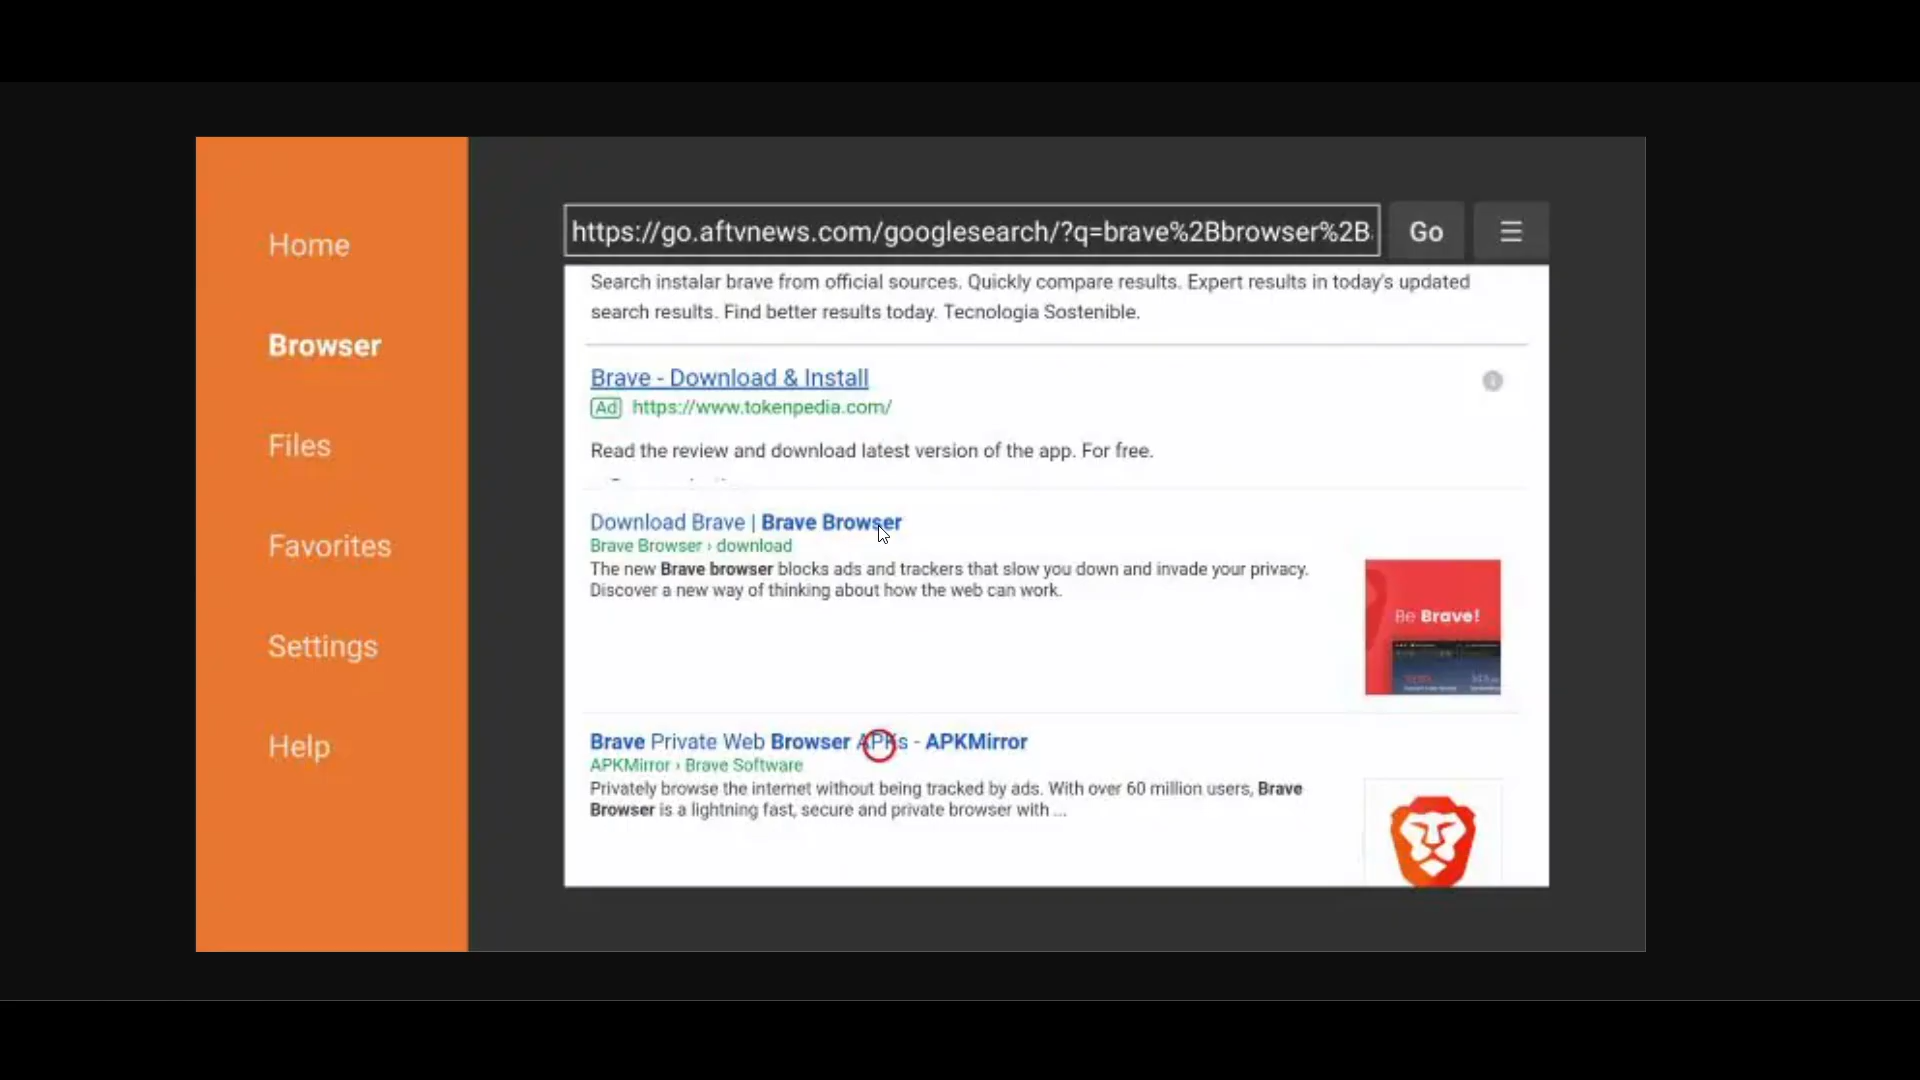 Home
Browser
Files
Favorites
Settings
Help
https://go.aftvnews.com/googlesearch/?q=brave%2Bbrowser%2B
Go
Search instalar brave from official sources. Quickly compare results. Expert results in today's updated
search results. Find better results today. Tecnologia Sostenible.
Brave - Download & Install
Ad https://www.tokenpedia.com/
Read the review and download latest version of the app. For free.
Download Brave | Brave Browser
Brave Browser › download
The new Brave browser blocks ads and trackers that slow you down and invade your privacy.
Discover a new way of thinking about how the web can work.
Be Brave!
Brave Private Web Browser APKs - APKMirror
APKMirror › Brave Software
Privately browse the internet without being tracked by ads. With over 60 million users, Brave
Browser is a lightning fast, secure and private browser with ...